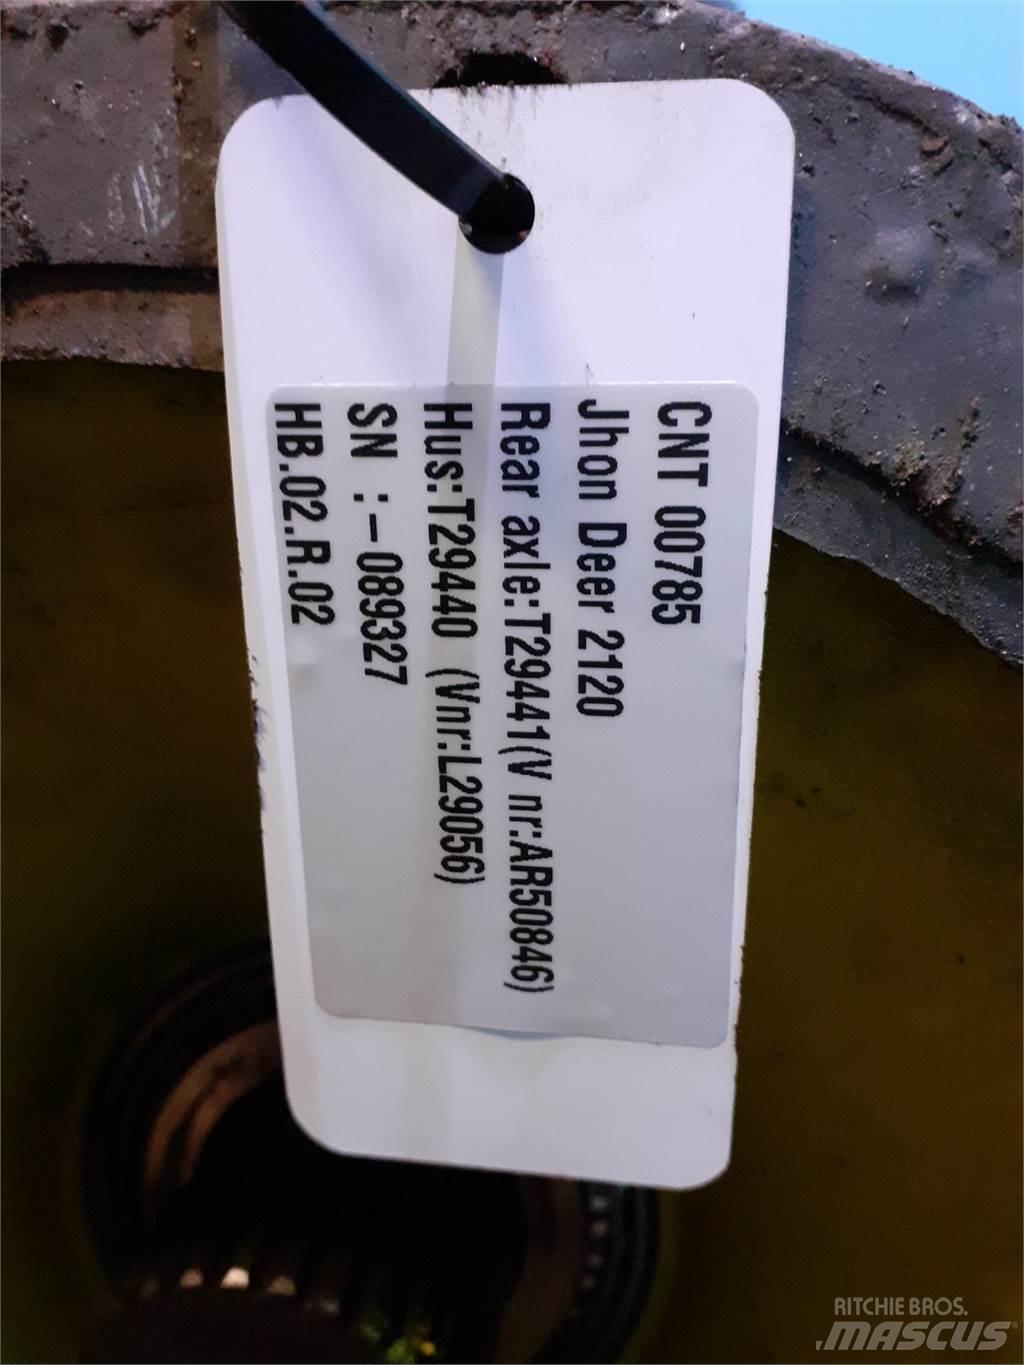 CNT 00785
Jhon Deer 2120
Rear axle:T29441(V nr:AR50846)
Hus:T29440 (Vnr:L29056)
SN :-089327
HB.02.R.02
RITCHIE BROS.
MASCUS